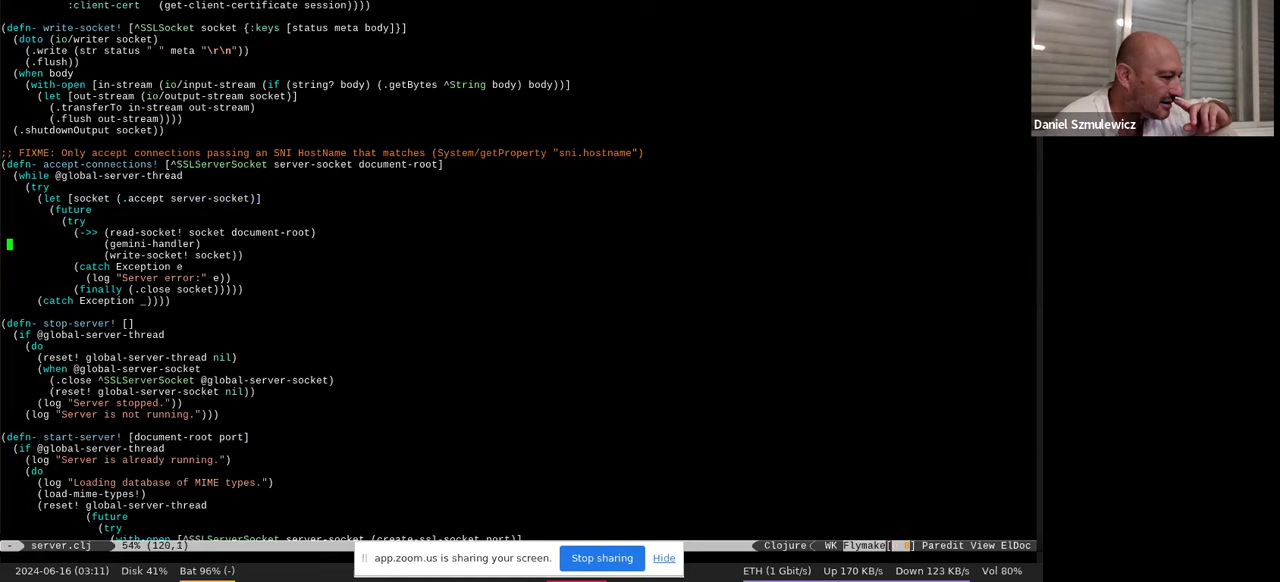 :client-cert   (get-client-certificate session))))
(defn- write-socket! [^SSLSocket socket {:keys [status meta body]}]
(doto (io/writer socket)
(.write (str status " " meta "\r\n"))
(.flush))
(when body
(with-open [in-stream (io/input-stream (if (string? body) (.getBytes ^String body) body))]
(let [out-stream (io/output-stream socket)]
(.transferTo in-stream out-stream)
(.flush out-stream))))
(.shutdownOutput socket))
;; FIXME: Only accept connections passing an SNI HostName that matches (System/getProperty "sni.hostname")
(defn- accept-connections! [^SSLServerSocket server-socket document-root]
(while @global-server-thread
(try
(let [socket (.accept server-socket)]
(future
(try
(->> (read-socket! socket document-root)
(gemini-handler)
(write-socket! socket))
(catch Exception e
(log "Server error:" e))
(finally (.close socket)))))
(catch Exception _))))
(defn- stop-server! []
(if @global-server-thread
(do
(reset! global-server-thread nil)
(when @global-server-socket
(.close ^SSLServerSocket @global-server-socket)
(reset! global-server-socket nil))
(log "Server stopped."))
(log "Server is not running.")))
(defn- start-server! [document-root port]
(if @global-server-thread
(log "Server is already running.")
(do
(log "Loading database of MIME types.")
(load-mime-types!)
(reset! global-server-thread
(future
(try
(with-open [^SSLServerSocket server-socket (create-ssl-socket port)]
- server.clj 54% (120,1) Clojure WK Flymake[ 8] Paredit View ElDoc
app.zoom.us is sharing your screen. Stop sharing Hide
2024-06-16 (03:11) Disk 41% Bat 96% (-) ETH (1 Gbit/s) Up 170 KB/s Down 123 KB/s Vol 80%
Daniel Szmulewicz